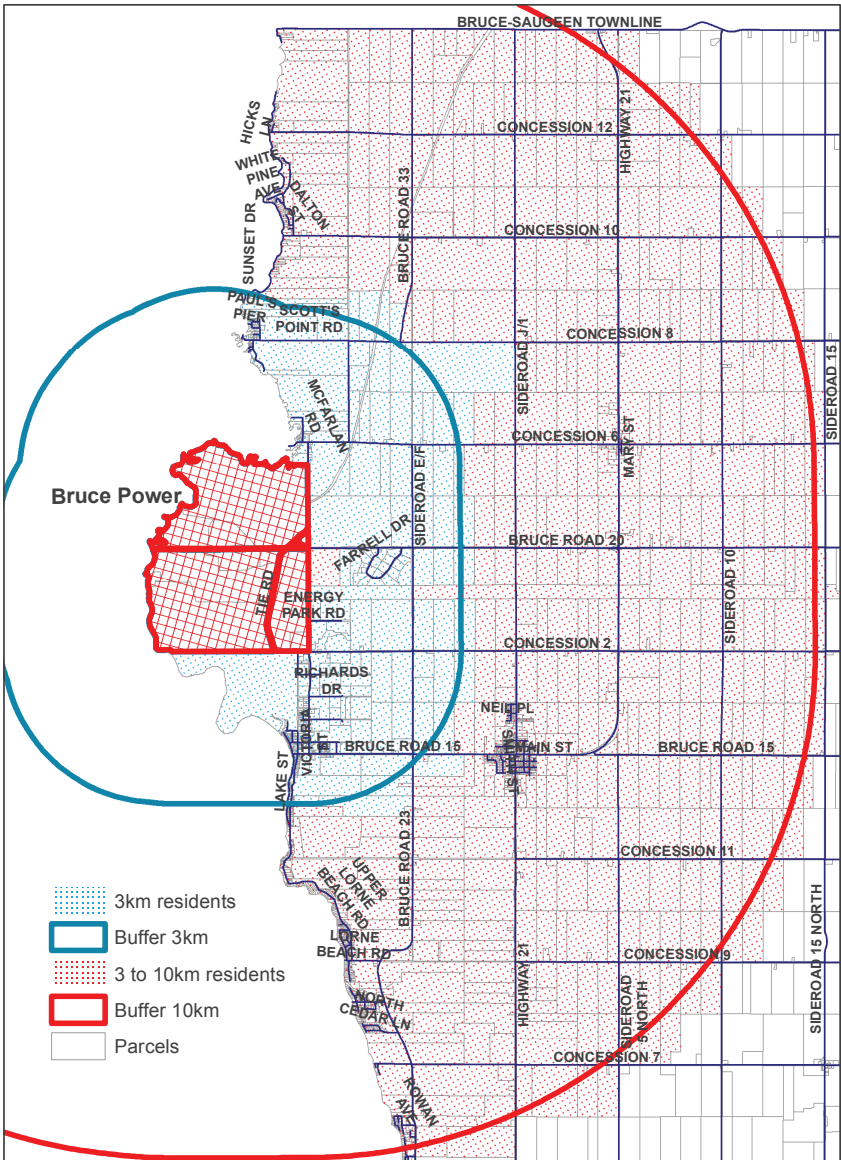 BRUCE-SAUGEEN TOWNLINE
HICKS
LN
HIGHWAY 21
CONCESSION 12
WHITE
PINE
AVE
DALTON
ST
BRUCE ROAD 33
SUNSET DR
CONCESSION 10
PAUL'S
PIER
SCOTT'S
POINT RD
CONCESSION 8
SIDEROAD J/1
SIDEROAD 15
MCFARLAN
RD
CONCESSION 6
MARY ST
SIDEROAD E/F
Bruce Power
FARRELL DR
BRUCE ROAD 20
SIDEROAD 10
TIE RD
ENERGY
PARK RD
CONCESSION 2
RICHARDS
DR
NEIL PL
VICTORIA
ST
BRUCE ROAD 15
SMITH ST
MAIN ST
BRUCE ROAD 15
LAKE ST
BRUCE ROAD 23
CONCESSION 11
UPPER
LORNE
BEACH RD
3km residents
Buffer 3km
LORNE
BEACH RD
CONCESSION 9
SIDEROAD 15 NORTH
3 to 10km residents
HIGHWAY 21
SIDEROAD
5 NORTH
Buffer 10km
NORTH
CEDAR LN
Parcels
CONCESSION 7
ROWAN
AVE